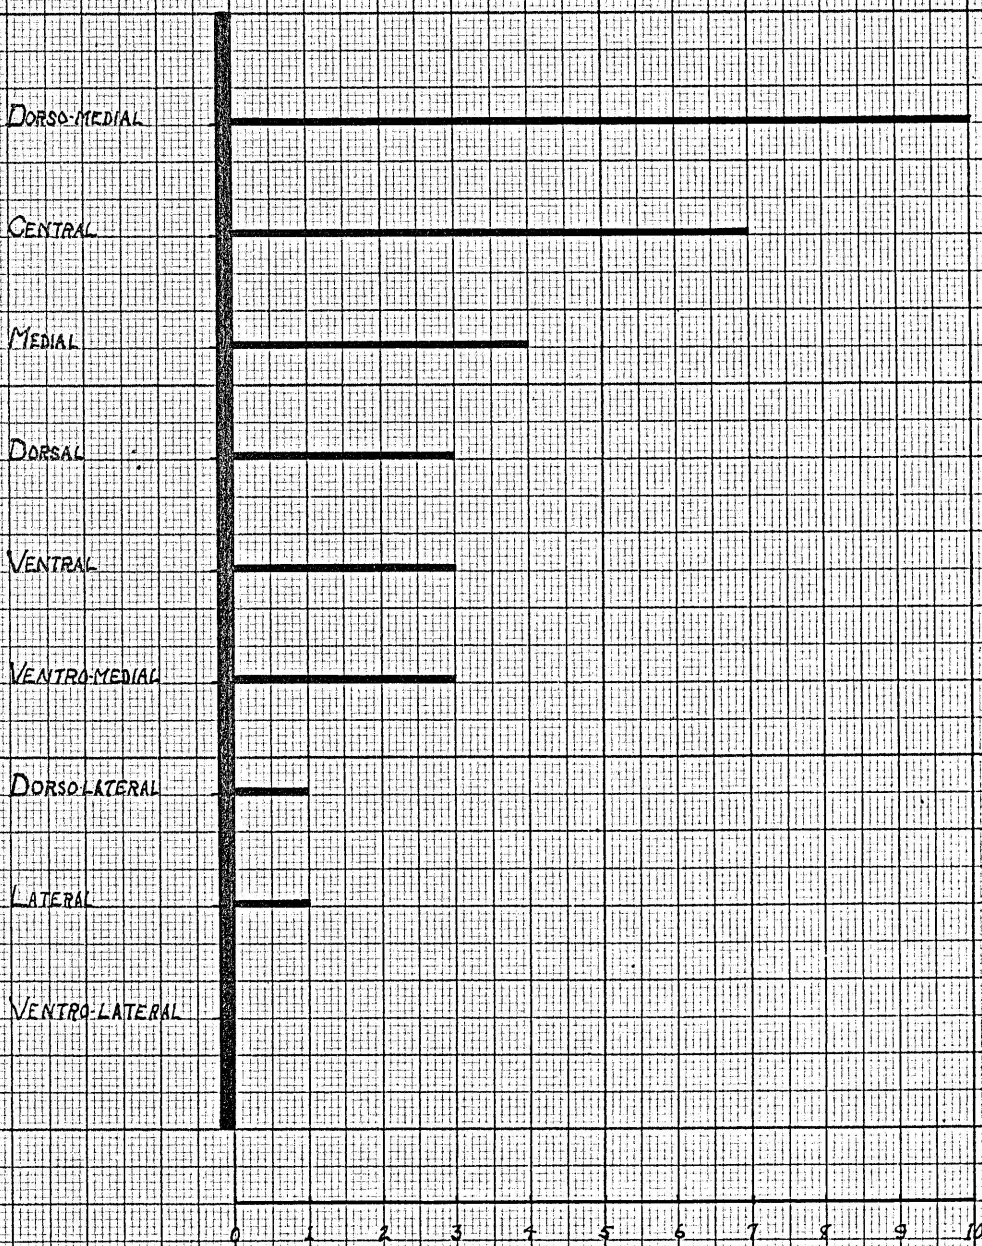 DORSO-MEDIAL
CENTRAL
MEDIAL
DORSAL
VENTRAL
VENTRO-MEDIAL
DORSO-LATERAL
LATERAL
VENTRO-LATERAL
0 1 2 3 4 5 6 7 8 9 10